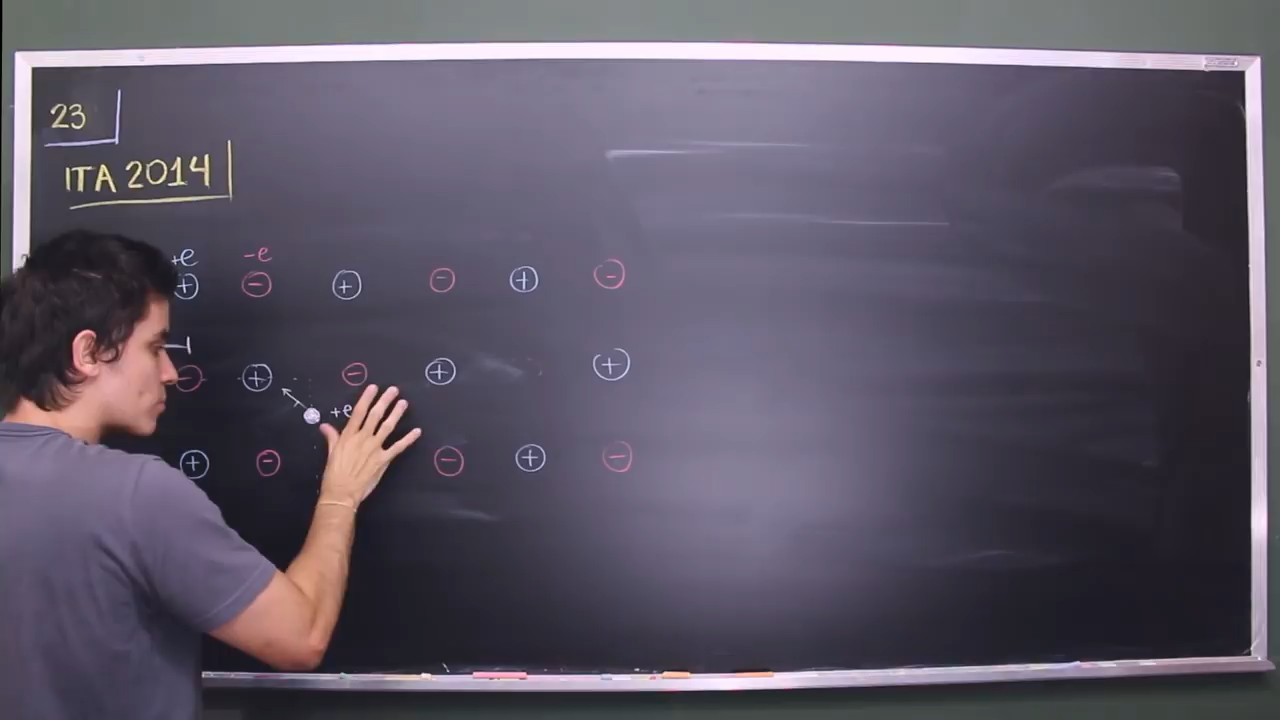 23
ITA 2014
+e -e
+ - + - + -
- + - + +
+e
+ - - + -